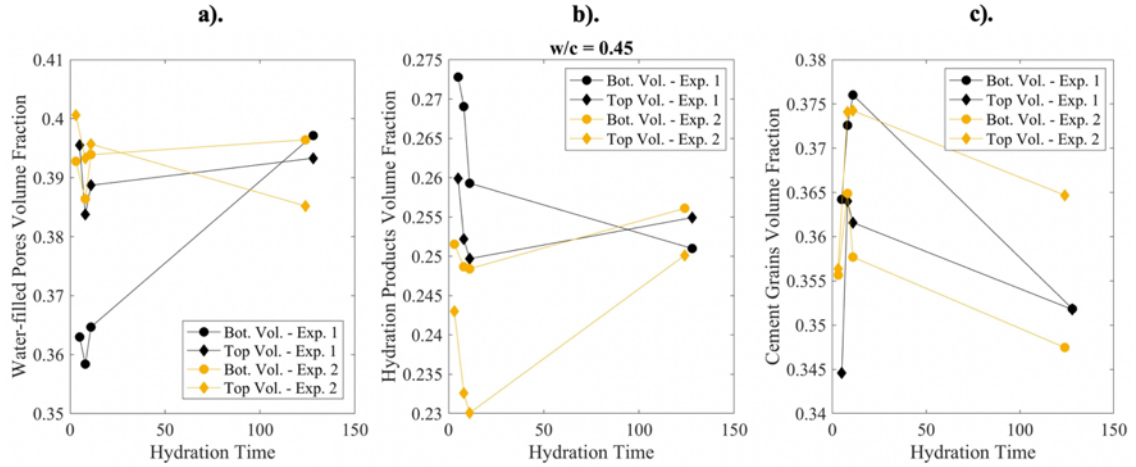 a).
Water-filled Pores Volume Fraction
0.41
0.4
0.39
0.38
0.37
0.36
0.35
0
50
100
150
Hydration Time
Bot. Vol. - Exp. 1
Top Vol. - Exp. 1
Bot. Vol. - Exp. 2
Top Vol. - Exp. 2
b).
w/c = 0.45
Hydration Products Volume Fraction
0.275
0.27
0.265
0.26
0.255
0.25
0.245
0.24
0.235
0.23
0
50
100
150
Hydration Time
Bot. Vol. - Exp. 1
Top Vol. - Exp. 1
Bot. Vol. - Exp. 2
Top Vol. - Exp. 2
c).
Cement Grains Volume Fraction
0.38
0.375
0.37
0.365
0.36
0.355
0.35
0.345
0.34
0
50
100
150
Hydration Time
Bot. Vol. - Exp. 1
Top Vol. - Exp. 1
Bot. Vol. - Exp. 2
Top Vol. - Exp. 2